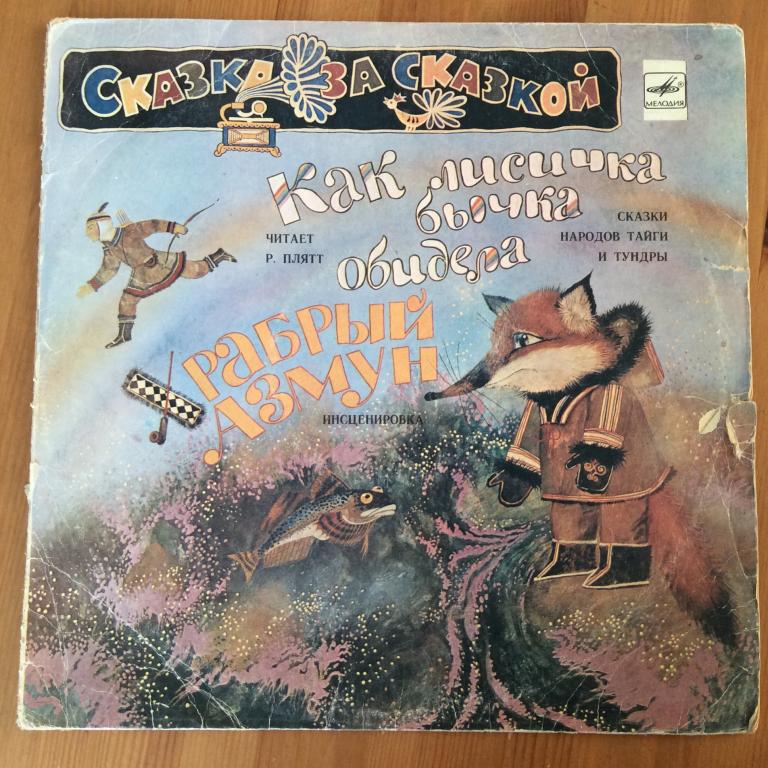 Сказка за сказкой
МЕЛОДИЯ
Как лисичка
бычка
обидела
ЧИТАЕТ
Р. ПЛЯТТ
СКАЗКИ
НАРОДОВ ТАЙГИ
И ТУНДРЫ
ХРАБРЫЙ
АЗМУН
ИНСЦЕНИРОВКА